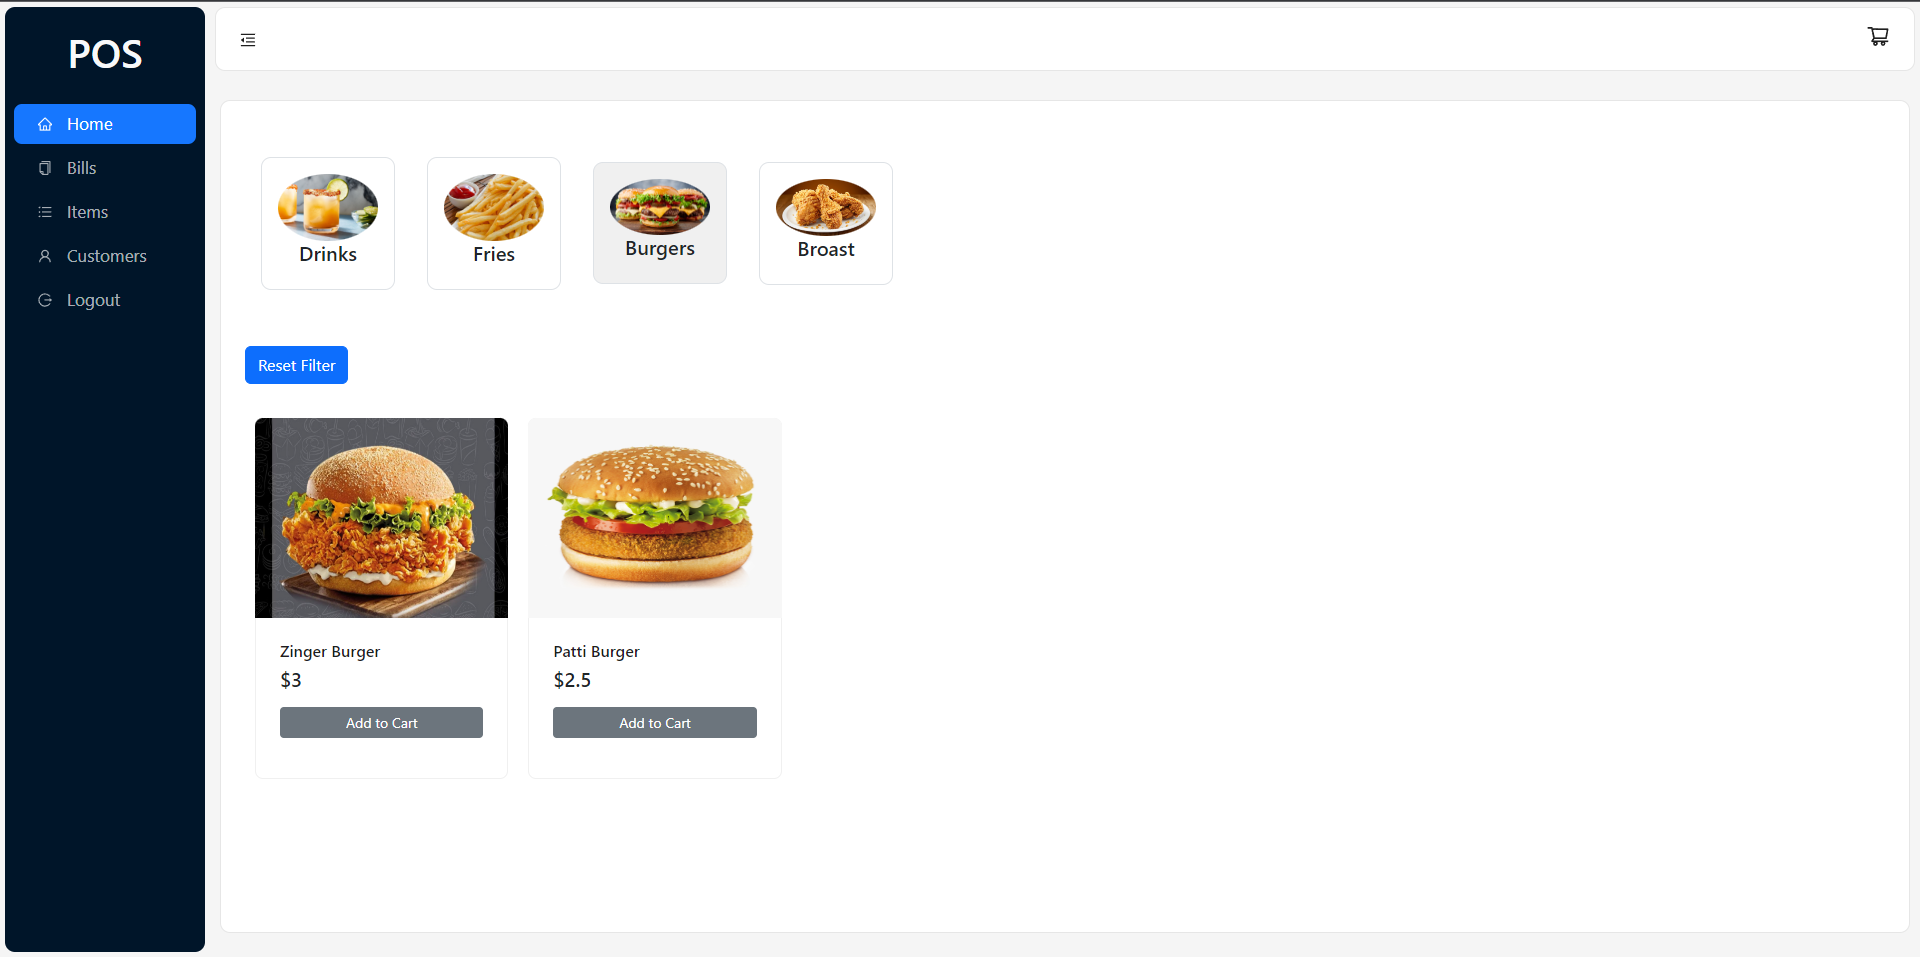 POS
Home
Bills
Items
Customers
Logout
Drinks
Fries
Burgers
Broast
Reset Filter
Zinger Burger
$3
Add to Cart
Patti Burger
$2.5
Add to Cart